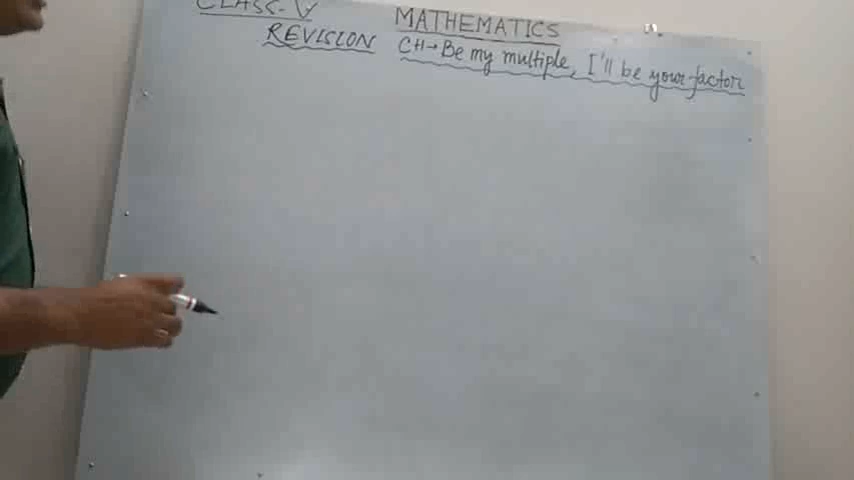 CLASS-V MATHEMATICS
REVISION CH→Be my multiple, I'll be your factor